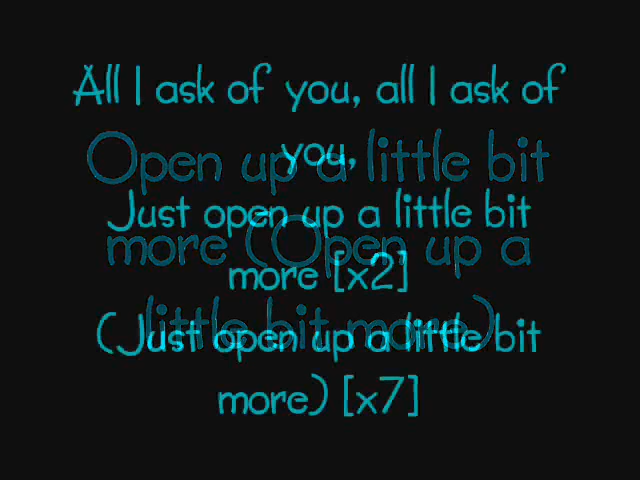 All I ask of you, all I ask of
you,
Just open up a little bit
more [x2]
(Just open up a little bit
more) [x7]
Open up a little bit
more (Open up a
little bit more)